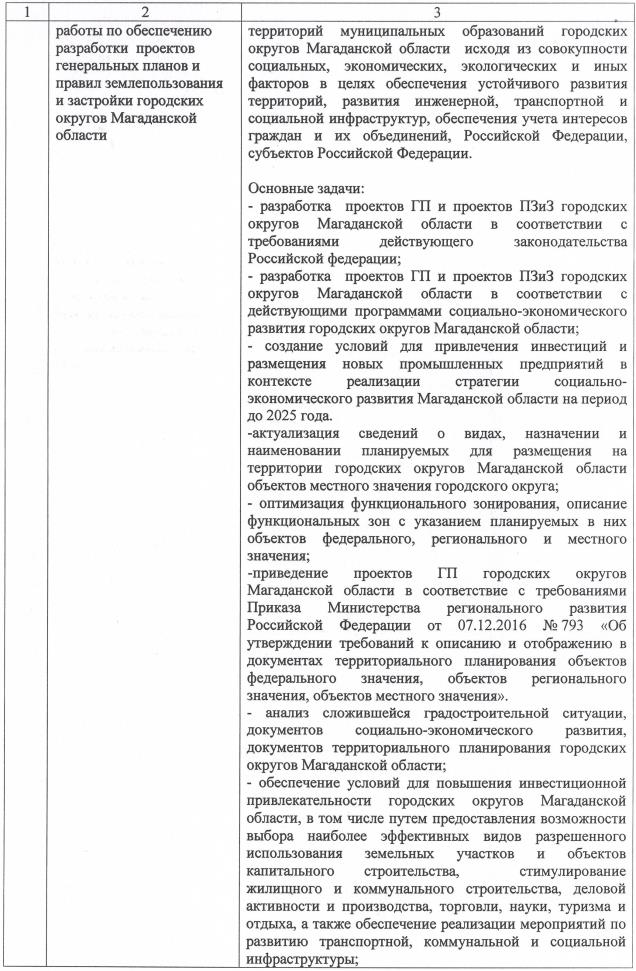 1 2 3
работы по обеспечению
разработки проектов
генеральных планов и
правил землепользования
и застройки городских
округов Магаданской
области
территорий муниципальных образований городских
округов Магаданской области исходя из совокупности
социальных, экономических, экологических и иных
факторов в целях обеспечения устойчивого развития
территорий, развития инженерной, транспортной и
социальной инфраструктур, обеспечения учета интересов
граждан и их объединений, Российской Федерации,
субъектов Российской Федерации.
Основные задачи:
- разработка проектов ГП и проектов ПЗиЗ городских
округов Магаданской области в соответствии с
требованиями действующего законодательства
Российской федерации;
- разработка проектов ГП и проектов ПЗиЗ городских
округов Магаданской области в соответствии с
действующими программами социально-экономического
развития городских округов Магаданской области;
- создание условий для привлечения инвестиций и
размещения новых промышленных предприятий в
контексте реализации стратегии социально-
экономического развития Магаданской области на период
до 2025 года.
-актуализация сведений о видах, назначении и
наименовании планируемых для размещения на
территории городских округов Магаданской области
объектов местного значения городского округа;
- оптимизация функционального зонирования, описание
функциональных зон с указанием планируемых в них
объектов федерального, регионального и местного
значения;
-приведение проектов ГП городских округов
Магаданской области в соответствие с требованиями
Приказа Министерства регионального развития
Российской Федерации от 07.12.2016 № 793 «Об
утверждении требований к описанию и отображению в
документах территориального планирования объектов
федерального значения, объектов регионального
значения, объектов местного значения».
- анализ сложившейся градостроительной ситуации,
документов социально-экономического развития,
документов территориального планирования городских
округов Магаданской области;
- обеспечение условий для повышения инвестиционной
привлекательности городских округов Магаданской
области, в том числе путем предоставления возможности
выбора наиболее эффективных видов разрешенного
использования земельных участков и объектов
капитального строительства, стимулирование
жилищного и коммунального строительства, деловой
активности и производства, торговли, науки, туризма и
отдыха, а также обеспечение реализации мероприятий по
развитию транспортной, коммунальной и социальной
инфраструктуры;